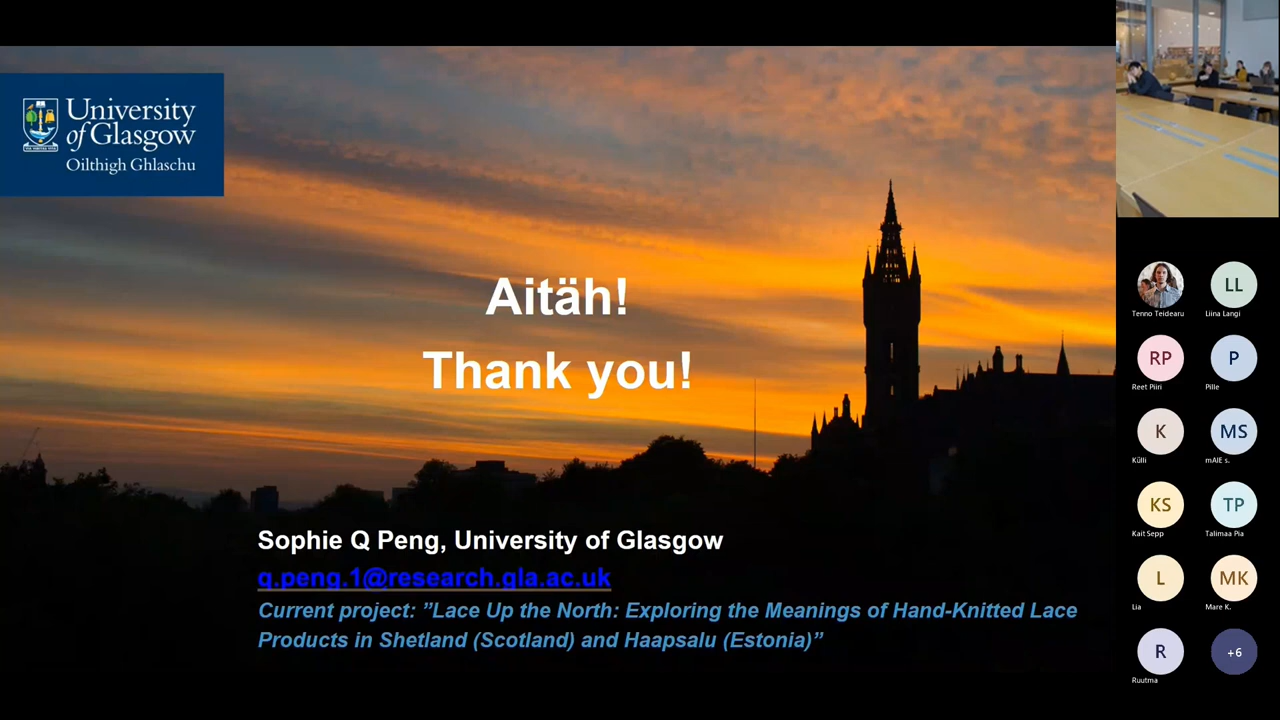 University
of Glasgow
Oilthigh Ghlaschu
Aitäh!
Thank you!
Sophie Q Peng, University of Glasgow
q.peng.1@research.gla.ac.uk
Current project: ”Lace Up the North: Exploring the Meanings of Hand-Knitted Lace
Products in Shetland (Scotland) and Haapsalu (Estonia)”
Tenno Teidearu
LL
Liina Langi
RP
Reet Piiri
P
Pille
K
Külli
MS
mAIE s.
KS
Kait Sepp
TP
Talimaa Pia
L
Lia
MK
Mare K.
R
Ruutma
+6